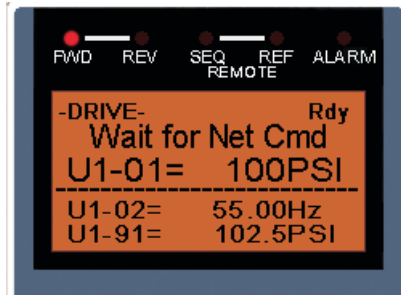 FWD REV SEQ REF ALARM
REMOTE
-DRIVE- Rdy
Wait for Net Cmd
U1-01= 100PSI
U1-02= 55.00Hz
U1-91= 102.5PSI